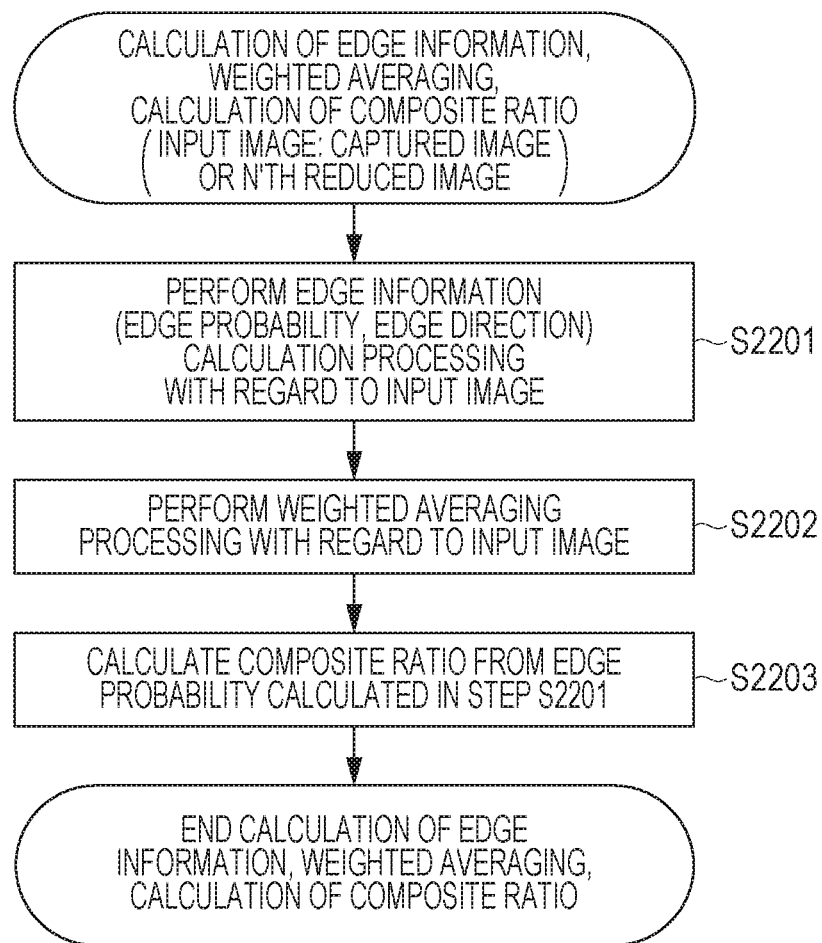 CALCULATION OF EDGE INFORMATION,
WEIGHTED AVERAGING,
CALCULATION OF COMPOSITE RATIO
(INPUT IMAGE: CAPTURED IMAGE
OR N'TH REDUCED IMAGE)
PERFORM EDGE INFORMATION
(EDGE PROBABILITY, EDGE DIRECTION)
CALCULATION PROCESSING
WITH REGARD TO INPUT IMAGE
S2201
PERFORM WEIGHTED AVERAGING
PROCESSING WITH REGARD TO INPUT IMAGE
S2202
CALCULATE COMPOSITE RATIO FROM EDGE
PROBABILITY CALCULATED IN STEP S2201
S2203
END CALCULATION OF EDGE
INFORMATION, WEIGHTED AVERAGING,
CALCULATION OF COMPOSITE RATIO